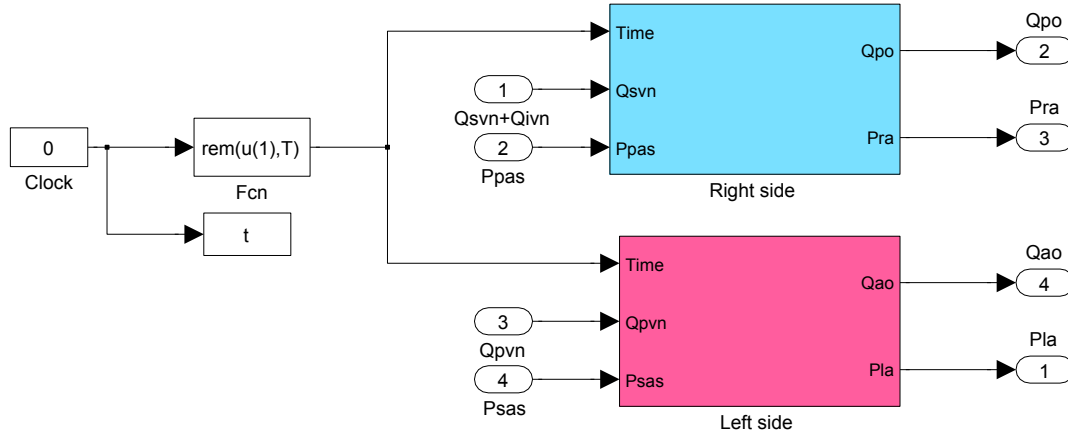 Qpo
Time
1
Qpo
2
Qsvn
0
rem(u(1),T)
Qsvn+Qivn
Pra
2
Ppas
Pra
3
Clock
Fcn
Ppas
Right side
t
Time
Qao
Qao
4
3
Qpvn
Qpvn
Pla
4
Psas
Pla
1
Psas
Left side